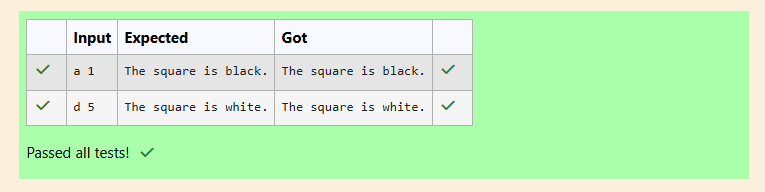 Input Expected Got
a 1 The square is black. The square is black.
d 5 The square is white. The square is white.
Passed all tests!